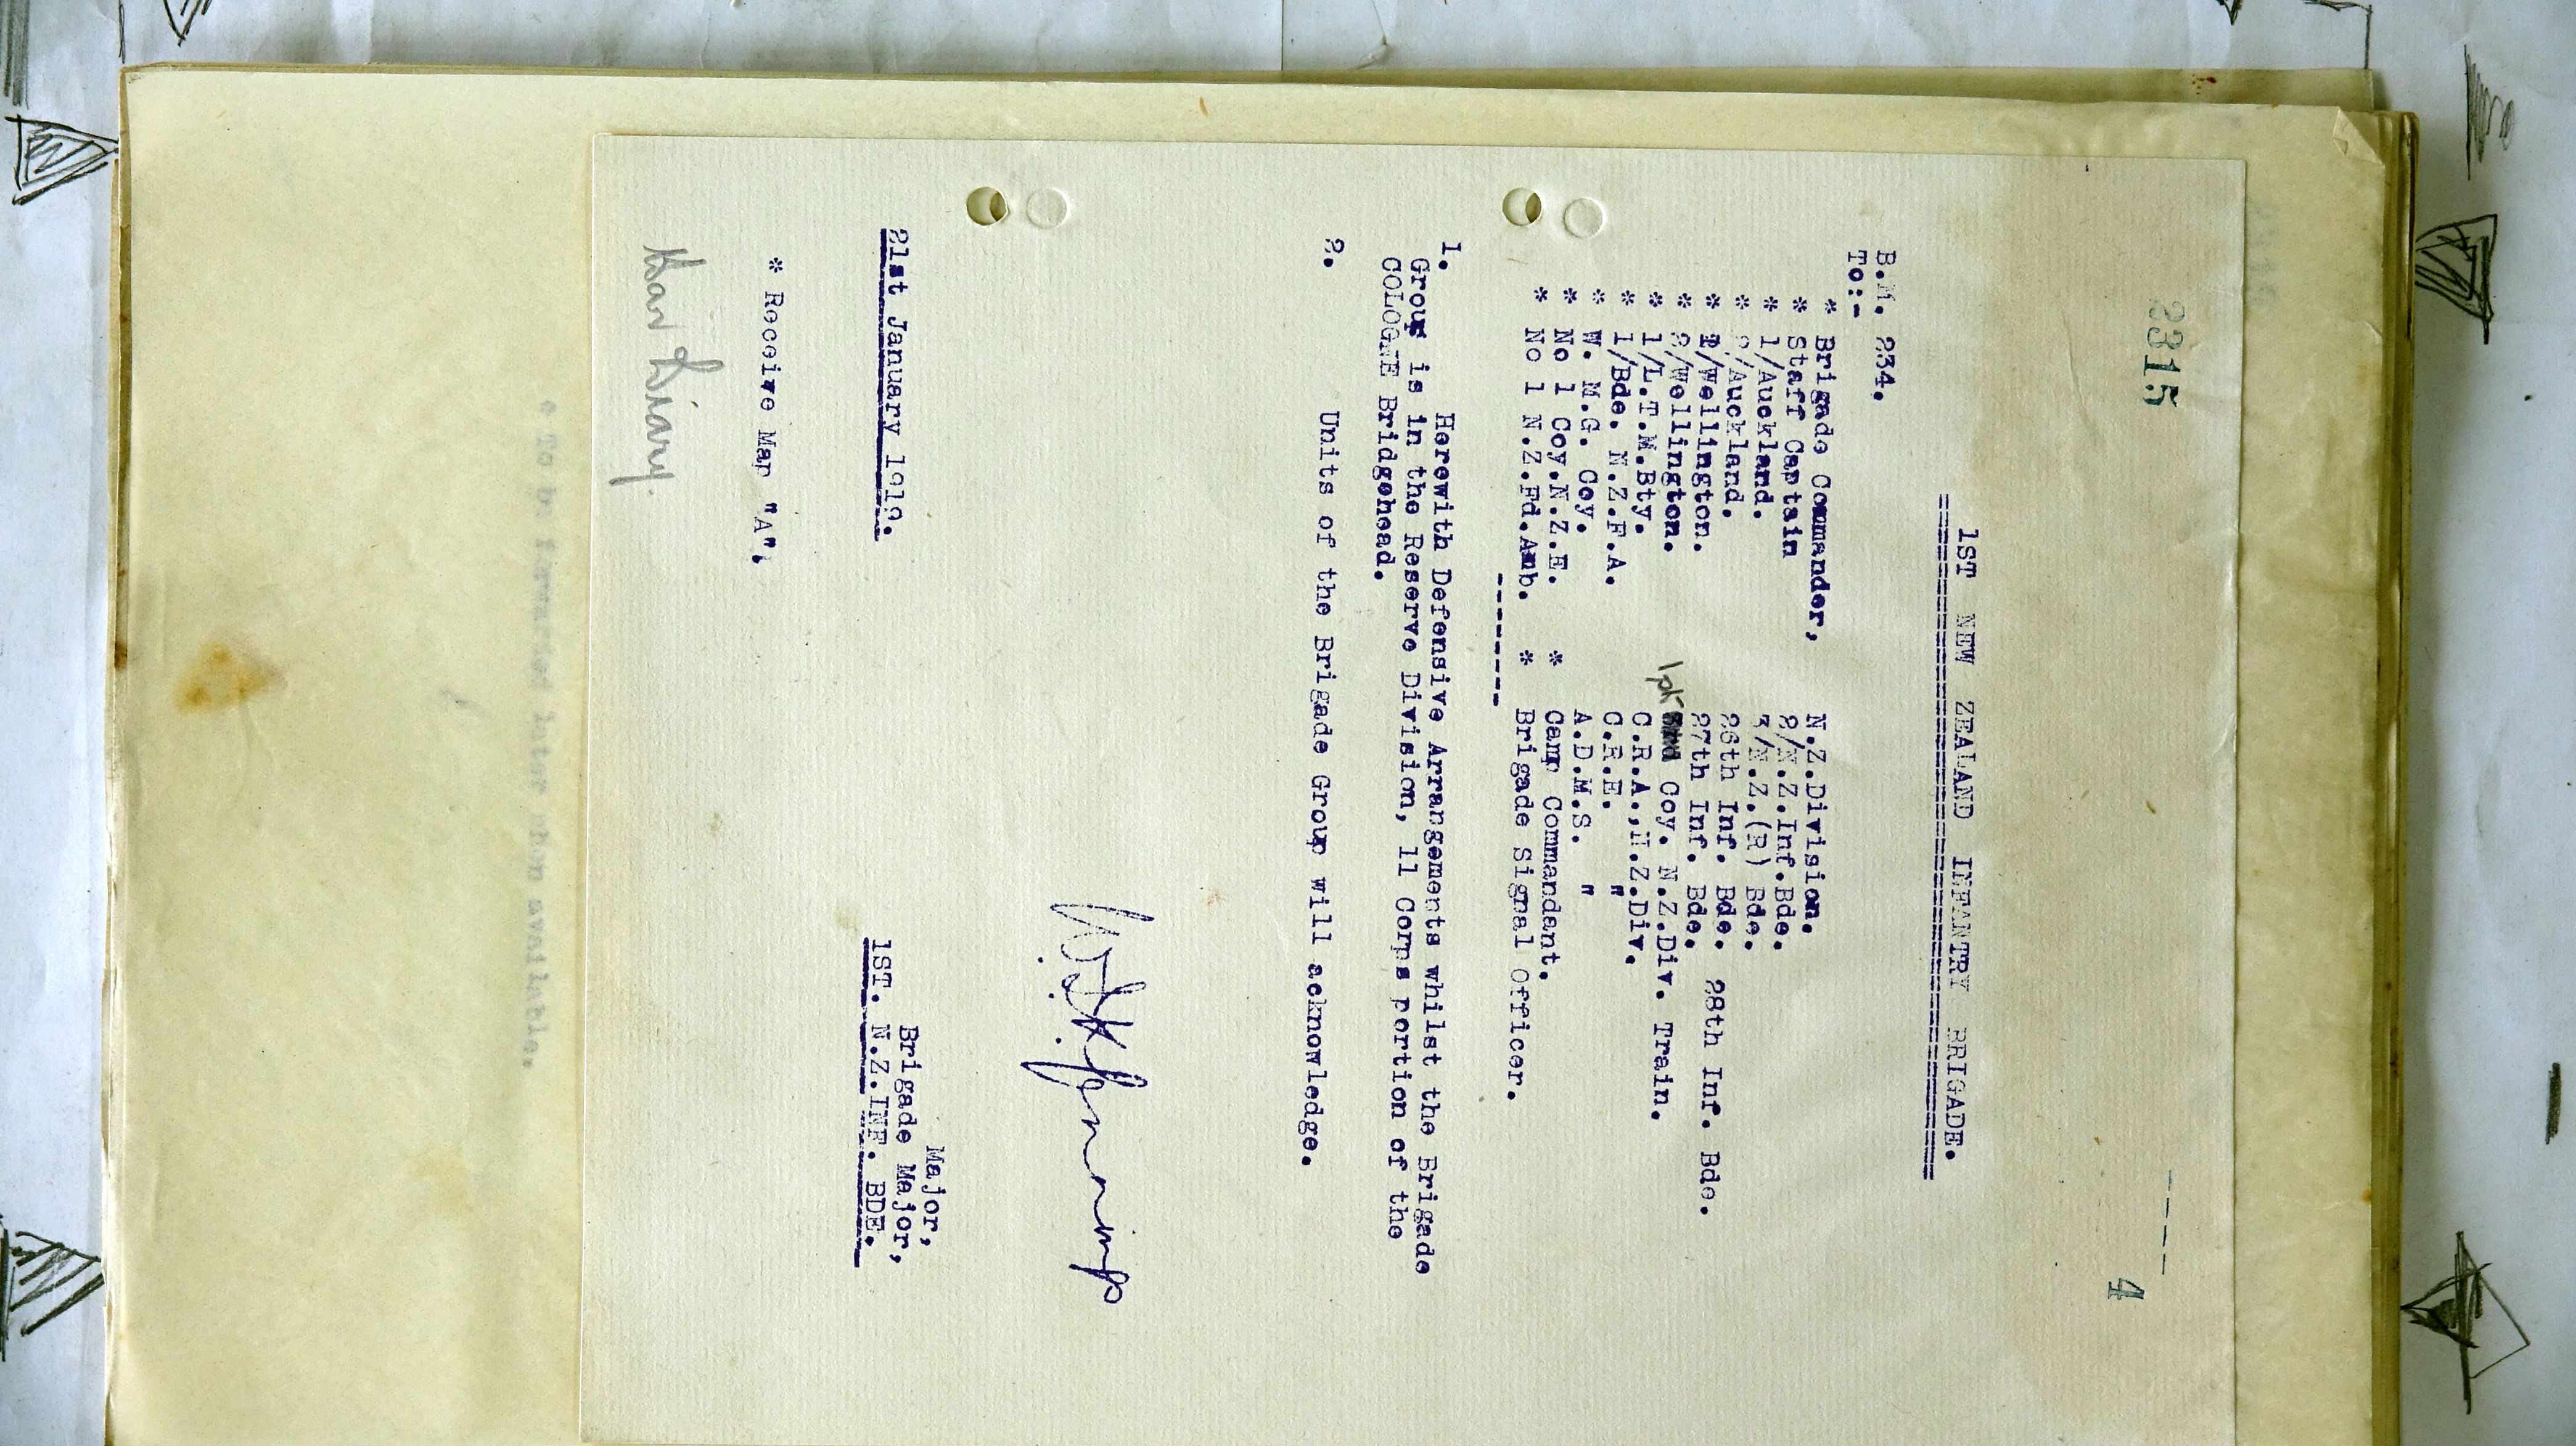 2315
4
1ST NEW ZEALAND INFANTRY BRIGADE.
B.M. 234.
To:-
* Brigade Commander,
* Staff Captain
* 1/Auckland.
* 2/Auckland.
* 1/Wellington.
* 2/Wellington.
* 1/L.T.M.Bty.
* 1/Bde. N.Z.F.A.
* W. M.G. Coy.
* No 1 Coy.N.Z.E.
* No 1 N.Z.Fd.Amb.
N.Z.Division.
2/N.Z.Inf.Bde.
3/N.Z.(R) Bde.
26th Inf. Bde. 28th Inf. Bde.
27th Inf. Bde.
Coy. N.Z.Div. Train.
C.R.A.,N.Z.Div.
C.R.E. "
A.D.M.S. "
* Camp Commandant.
* Brigade Signal Officer.
--------
1. Herewith Defensive Arrangements whilst the Brigade
Group is in the Reserve Division, 11 Corps portion of the
COLOGNE Bridgehead.
2. Units of the Brigade Group will acknowledge.
Major,
Brigade Major,
21st January 1919. 1ST. N.Z.INF. BDE.
* Receive Map "A".
War Diary.
To be forwarded later when available.